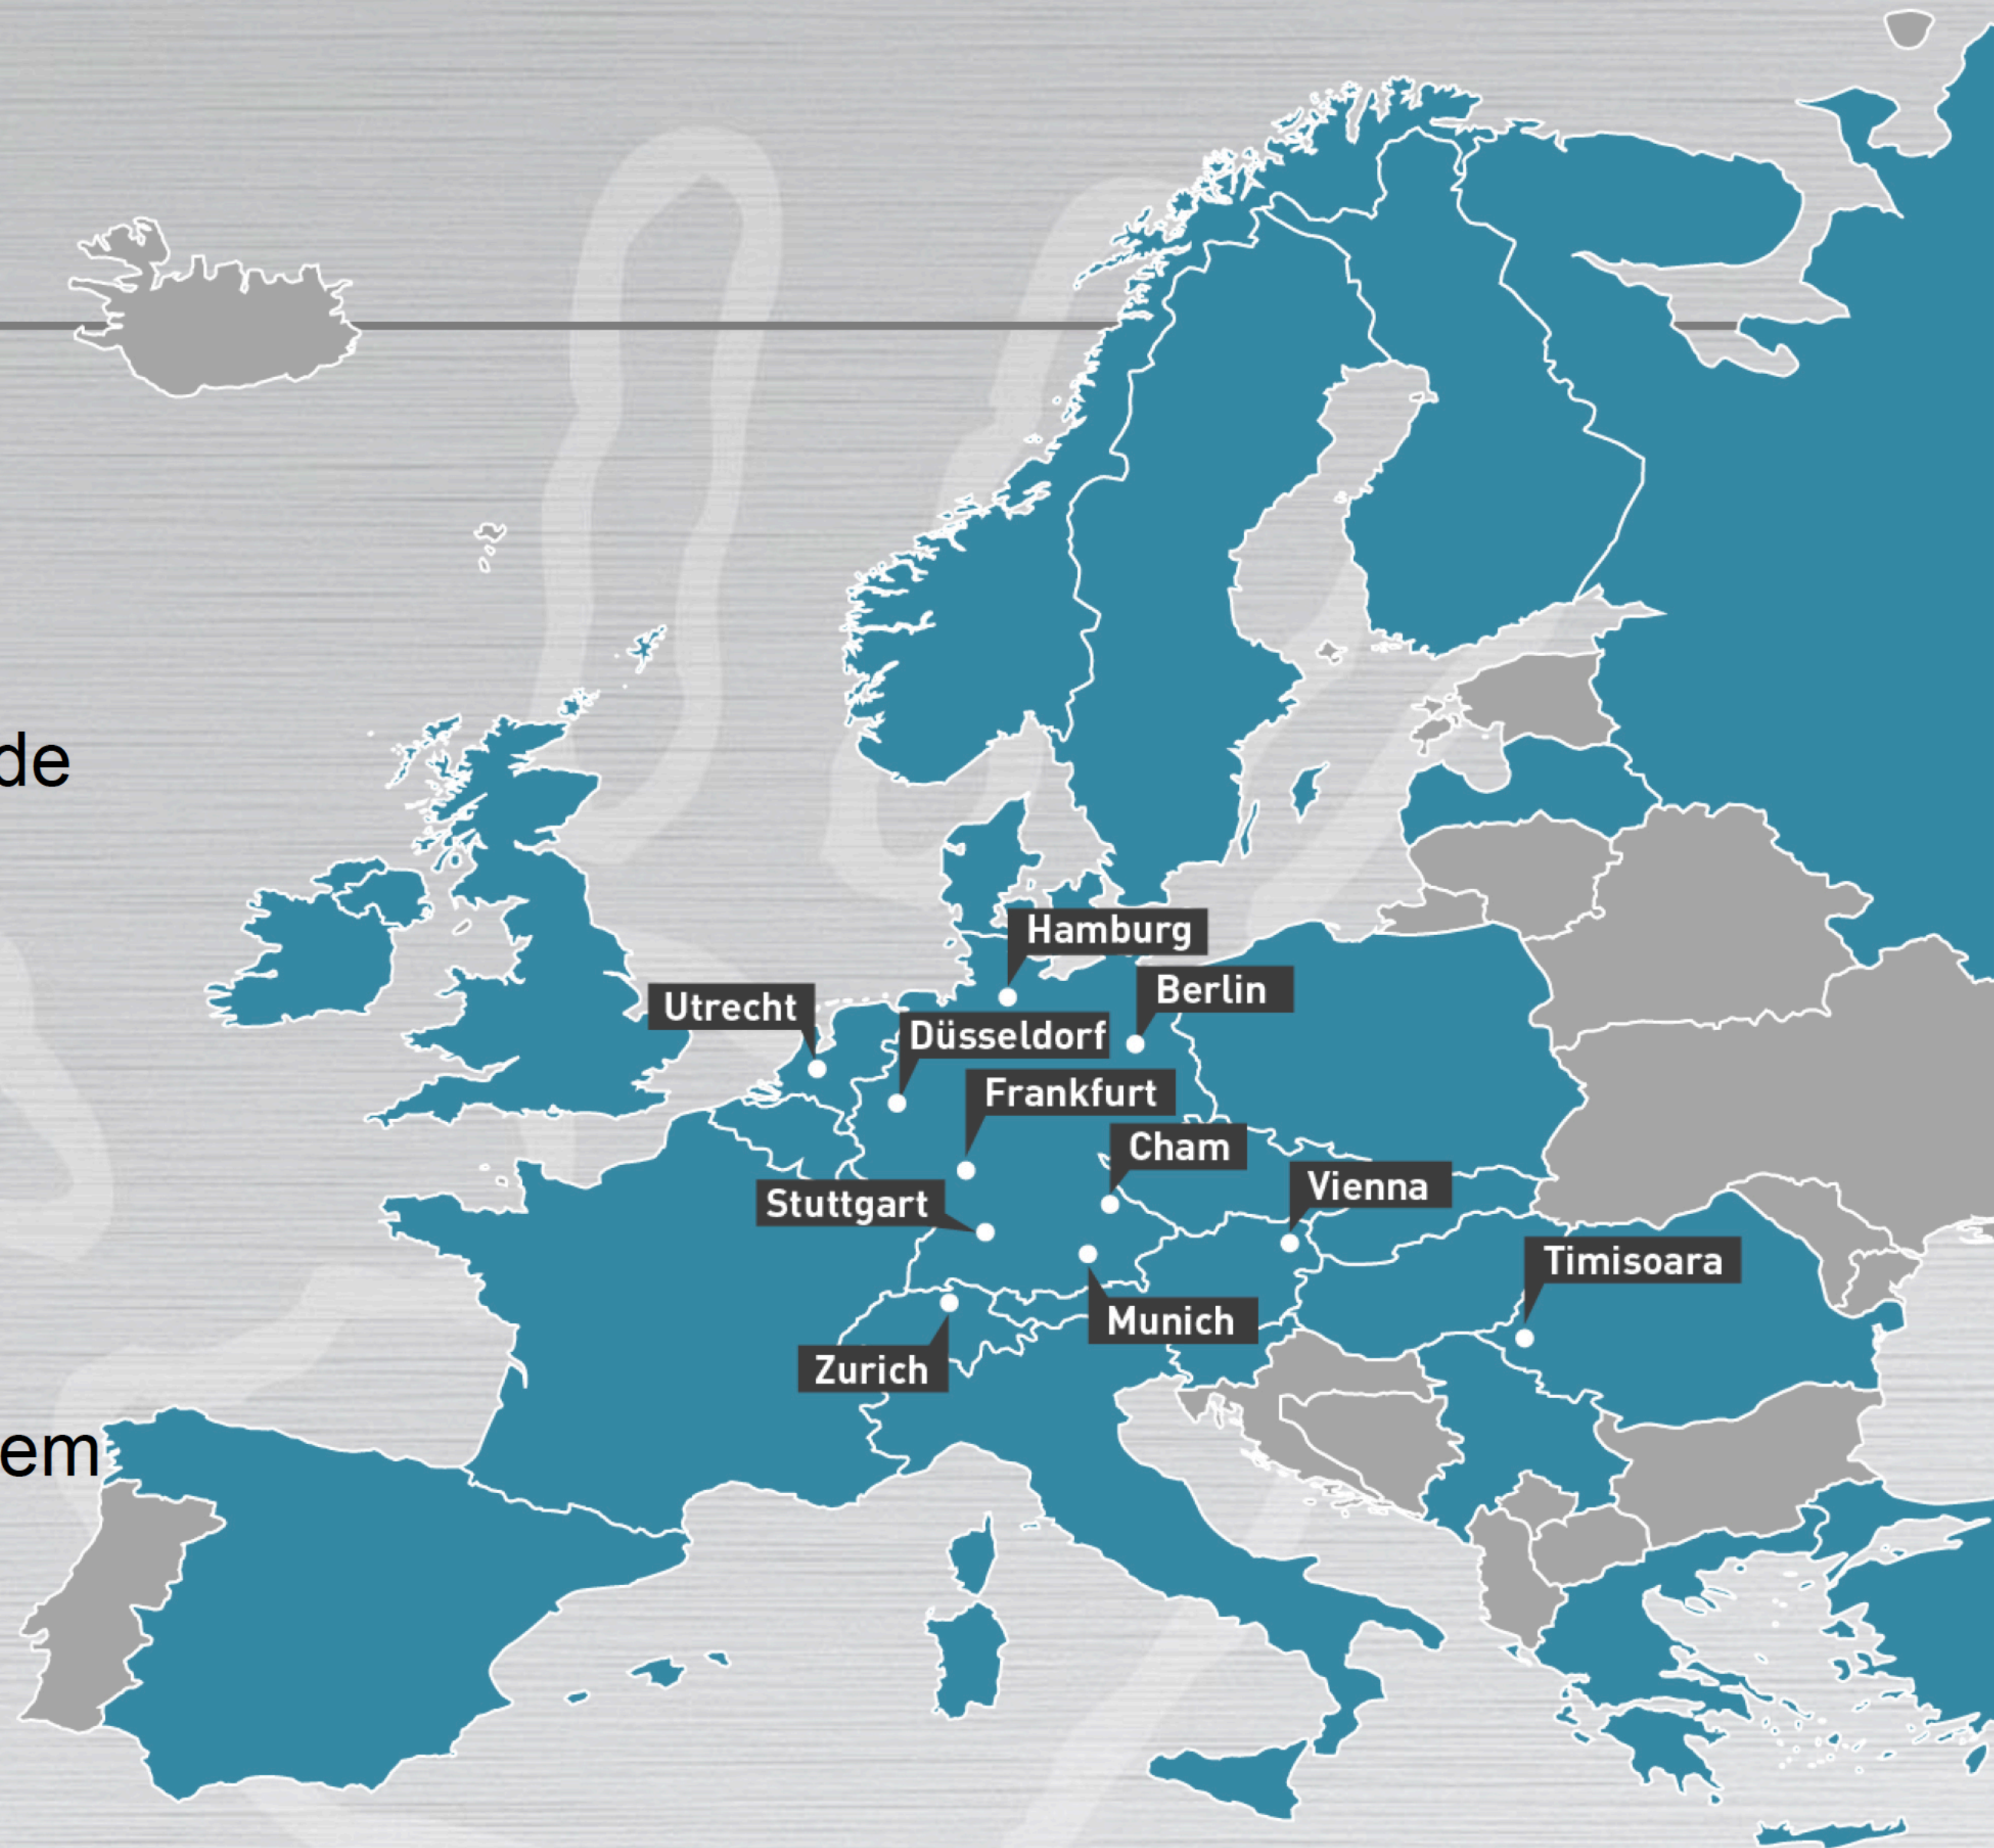 de
Hamburg
Berlin
Utrecht
Düsseldorf
Frankfurt
Cham
Vienna
Stuttgart
Timisoara
Munich
Zurich
em